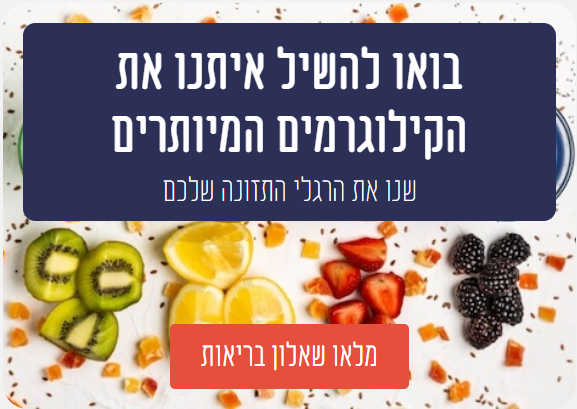 בואו להשיל איתנו את
הקילוגרמים המיותרים
שנו את הרגלי התזונה שלכם
מלאו שאלון בריאות